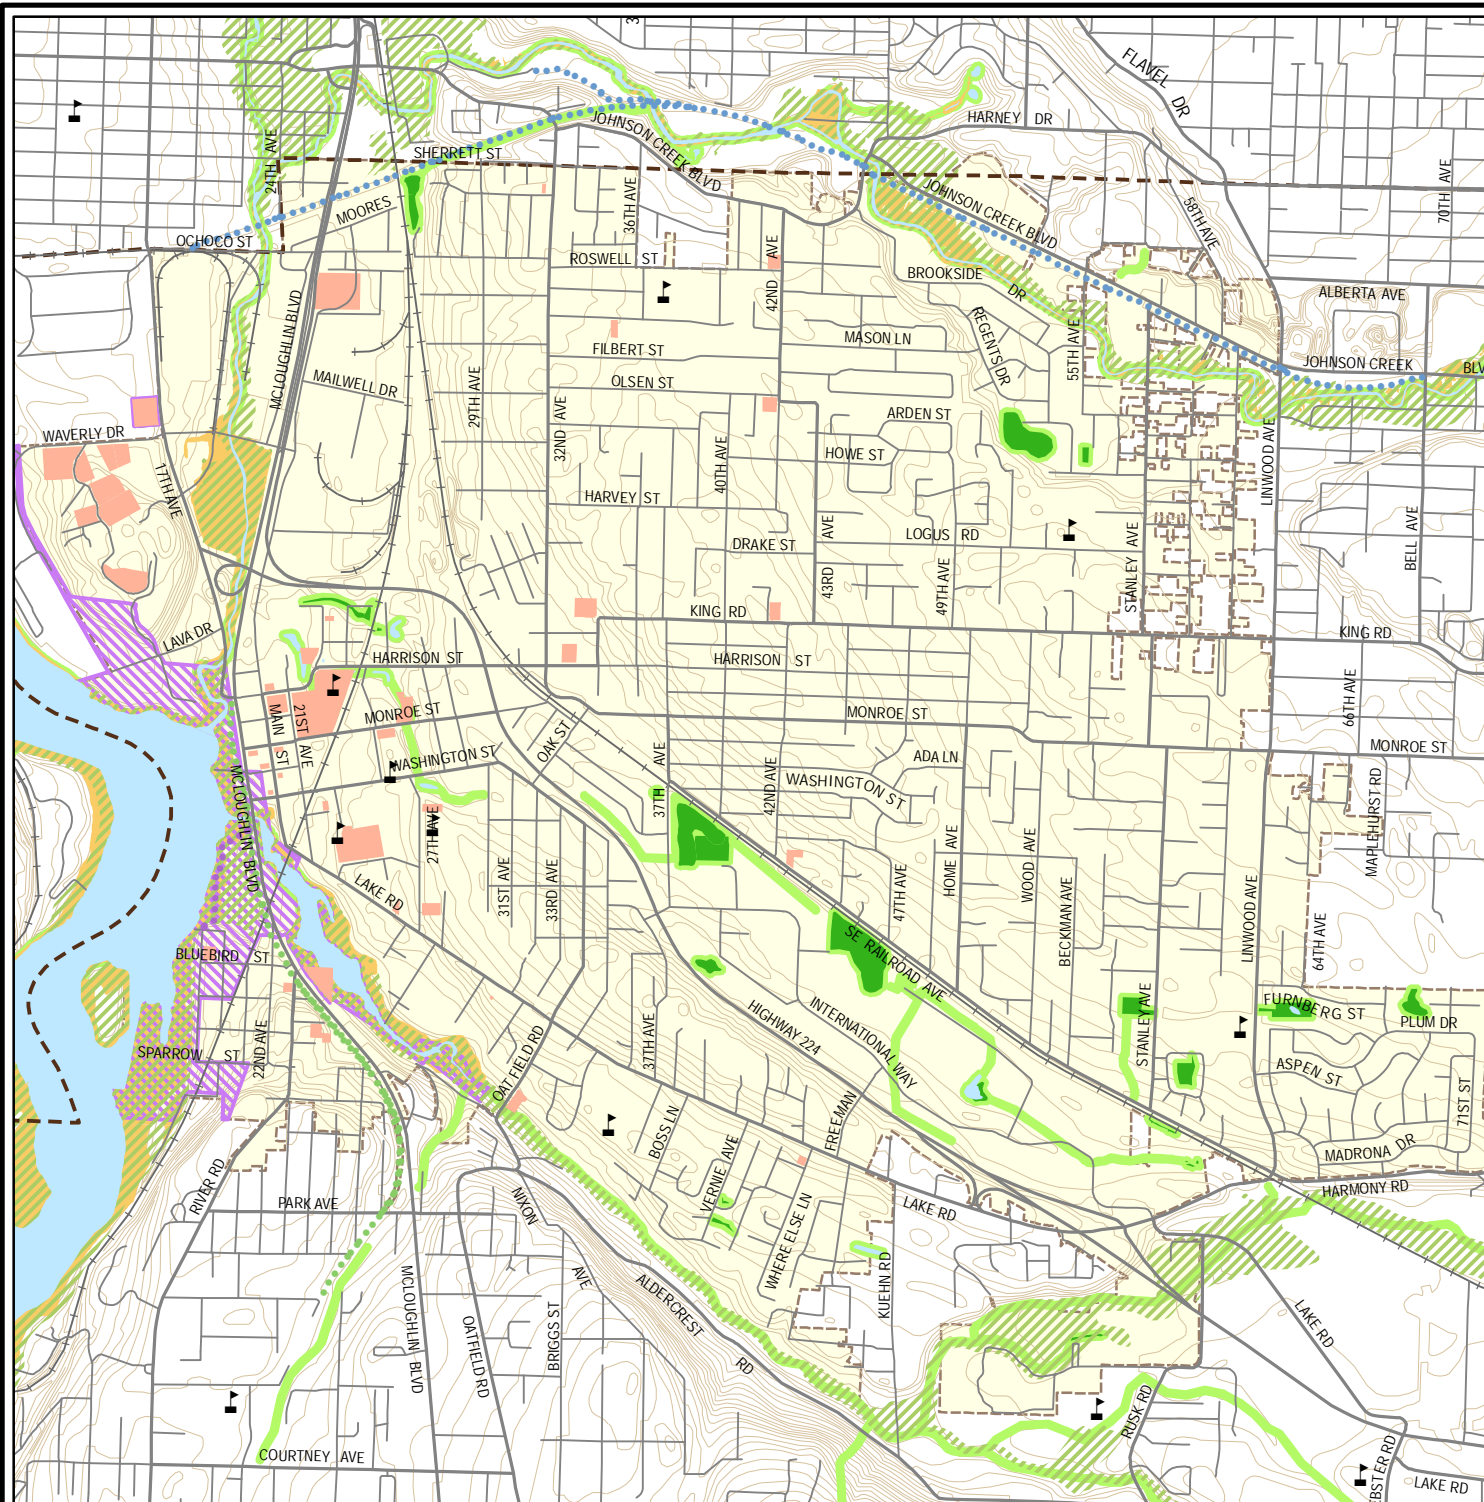 3
FLAVEL DR
HARNEY DR
JOHNSON CREEK BLVD
24TH AVE
SHERRETT ST
70TH AVE
36TH AVE
JOHNSON CREEK BLVD
58TH AVE
MOORES
OCHOCO ST
ROSWELL ST
42ND AVE
BROOKSIDE DR
ALBERTA AVE
MCLOUGHLIN BLVD
REGENTS DR
55TH AVE
MASON LN
FILBERT ST
JOHNSON CREEK BLV
OLSEN ST
MAILWELL DR
29TH AVE
32ND AVE
ARDEN ST
WAVERLY DR
HOWE ST
40TH AVE
LINWOOD AVE
17TH AVE
HARVEY ST
43RD AVE
LOGUS RD
DRAKE ST
STANLEY AVE
BELL AVE
49TH AVE
KING RD
KING RD
LAVA DR
HARRISON ST
HARRISON ST
66TH AVE
MAIN ST
21ST AVE
MONROE ST
MONROE ST
MONROE ST
OAK ST
WASHINGTON ST
37TH AVE
ADA LN
42ND AVE
WASHINGTON ST
MCLOUGHLIN BLVD
MAPLEHURST RD
27TH AVE
HOME AVE
WOOD AVE
31ST AVE
33RD AVE
47TH AVE
BECKMAN AVE
LINWOOD AVE
LAKE RD
64TH AVE
SE RAILROAD AVE
BLUEBIRD ST
HIGHWAY 224
INTERNATIONAL WAY
STANLEY AVE
FURNBERG ST
PLUM DR
SPARROW ST
22ND AVE
OATFIELD RD
37TH AVE
ASPEN ST
71ST ST
BOSS LN
FREEMAN
VERNIE AVE
MADRONA DR
RIVER RD
HARMONY RD
PARK AVE
NIXON AVE
LAKE RD
WHERE ELSE LN
KUEHN RD
MCLOUGHLIN BLVD
OATFIELD RD
BRIGGS ST
ALDERCREST RD
LAKE RD
RUSK RD
COURTNEY AVE
EBSTER RD
LAKE RD